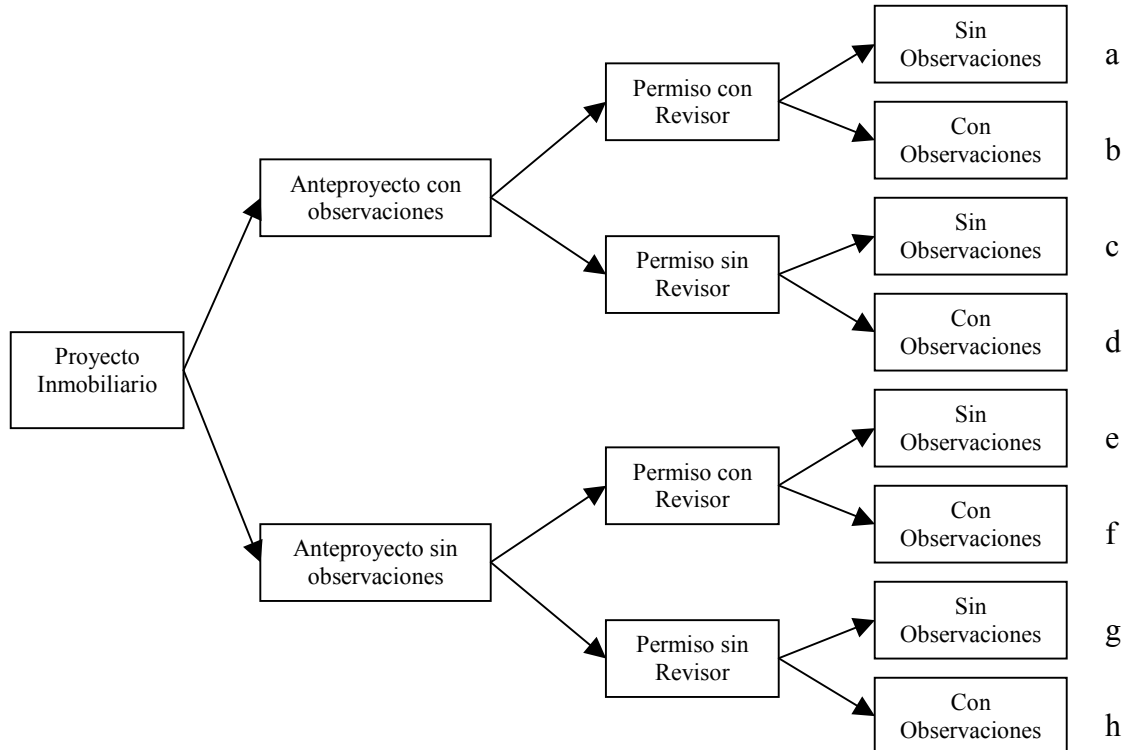 Sin
Observaciones
a
Permiso con
Revisor
Con
Observaciones
b
Anteproyecto con
observaciones
Sin
Observaciones
c
Permiso sin
Revisor
Con
Observaciones
d
Proyecto
Inmobiliario
Sin
Observaciones
e
Permiso con
Revisor
Con
Observaciones
f
Anteproyecto sin
observaciones
Sin
Observaciones
g
Permiso sin
Revisor
Con
Observaciones
h